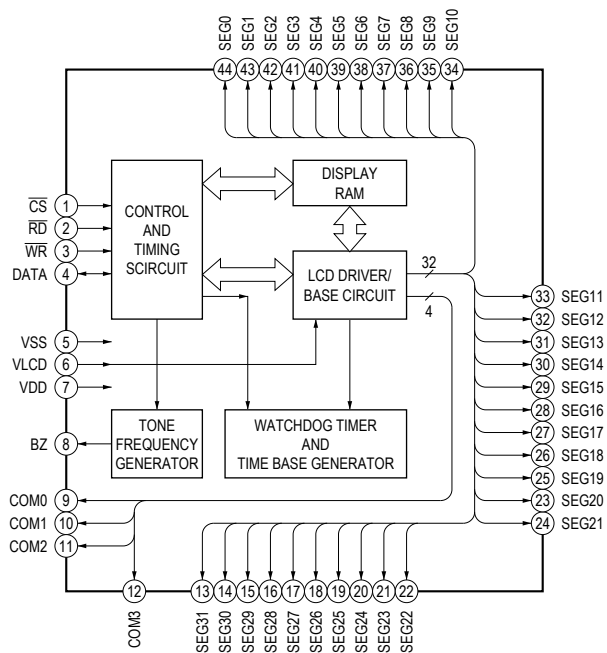 SEG0
SEG1
SEG2
SEG3
SEG4
SEG5
SEG6
SEG7
SEG8
SEG9
SEG10
44
43
42
41
40
39
38
37
36
35
34
DISPLAY
RAM
CONTROL
AND
TIMING
SCIRCUIT
CS
1
RD
2
WR
3
DATA
4
LCD DRIVER/
BASE CIRCUIT
32
4
33
SEG11
32
SEG12
31
SEG13
30
SEG14
29
SEG15
28
SEG16
27
SEG17
26
SEG18
25
SEG19
23
SEG20
24
SEG21
VSS
5
VLCD
6
VDD
7
BZ
8
TONE
FREQUENCY
GENERATOR
WATCHDOG TIMER
AND
TIME BASE GENERATOR
COM0
9
COM1
10
COM2
11
12
13
14
15
16
17
18
19
20
21
22
COM3
SEG31
SEG30
SEG29
SEG28
SEG27
SEG26
SEG25
SEG24
SEG23
SEG22